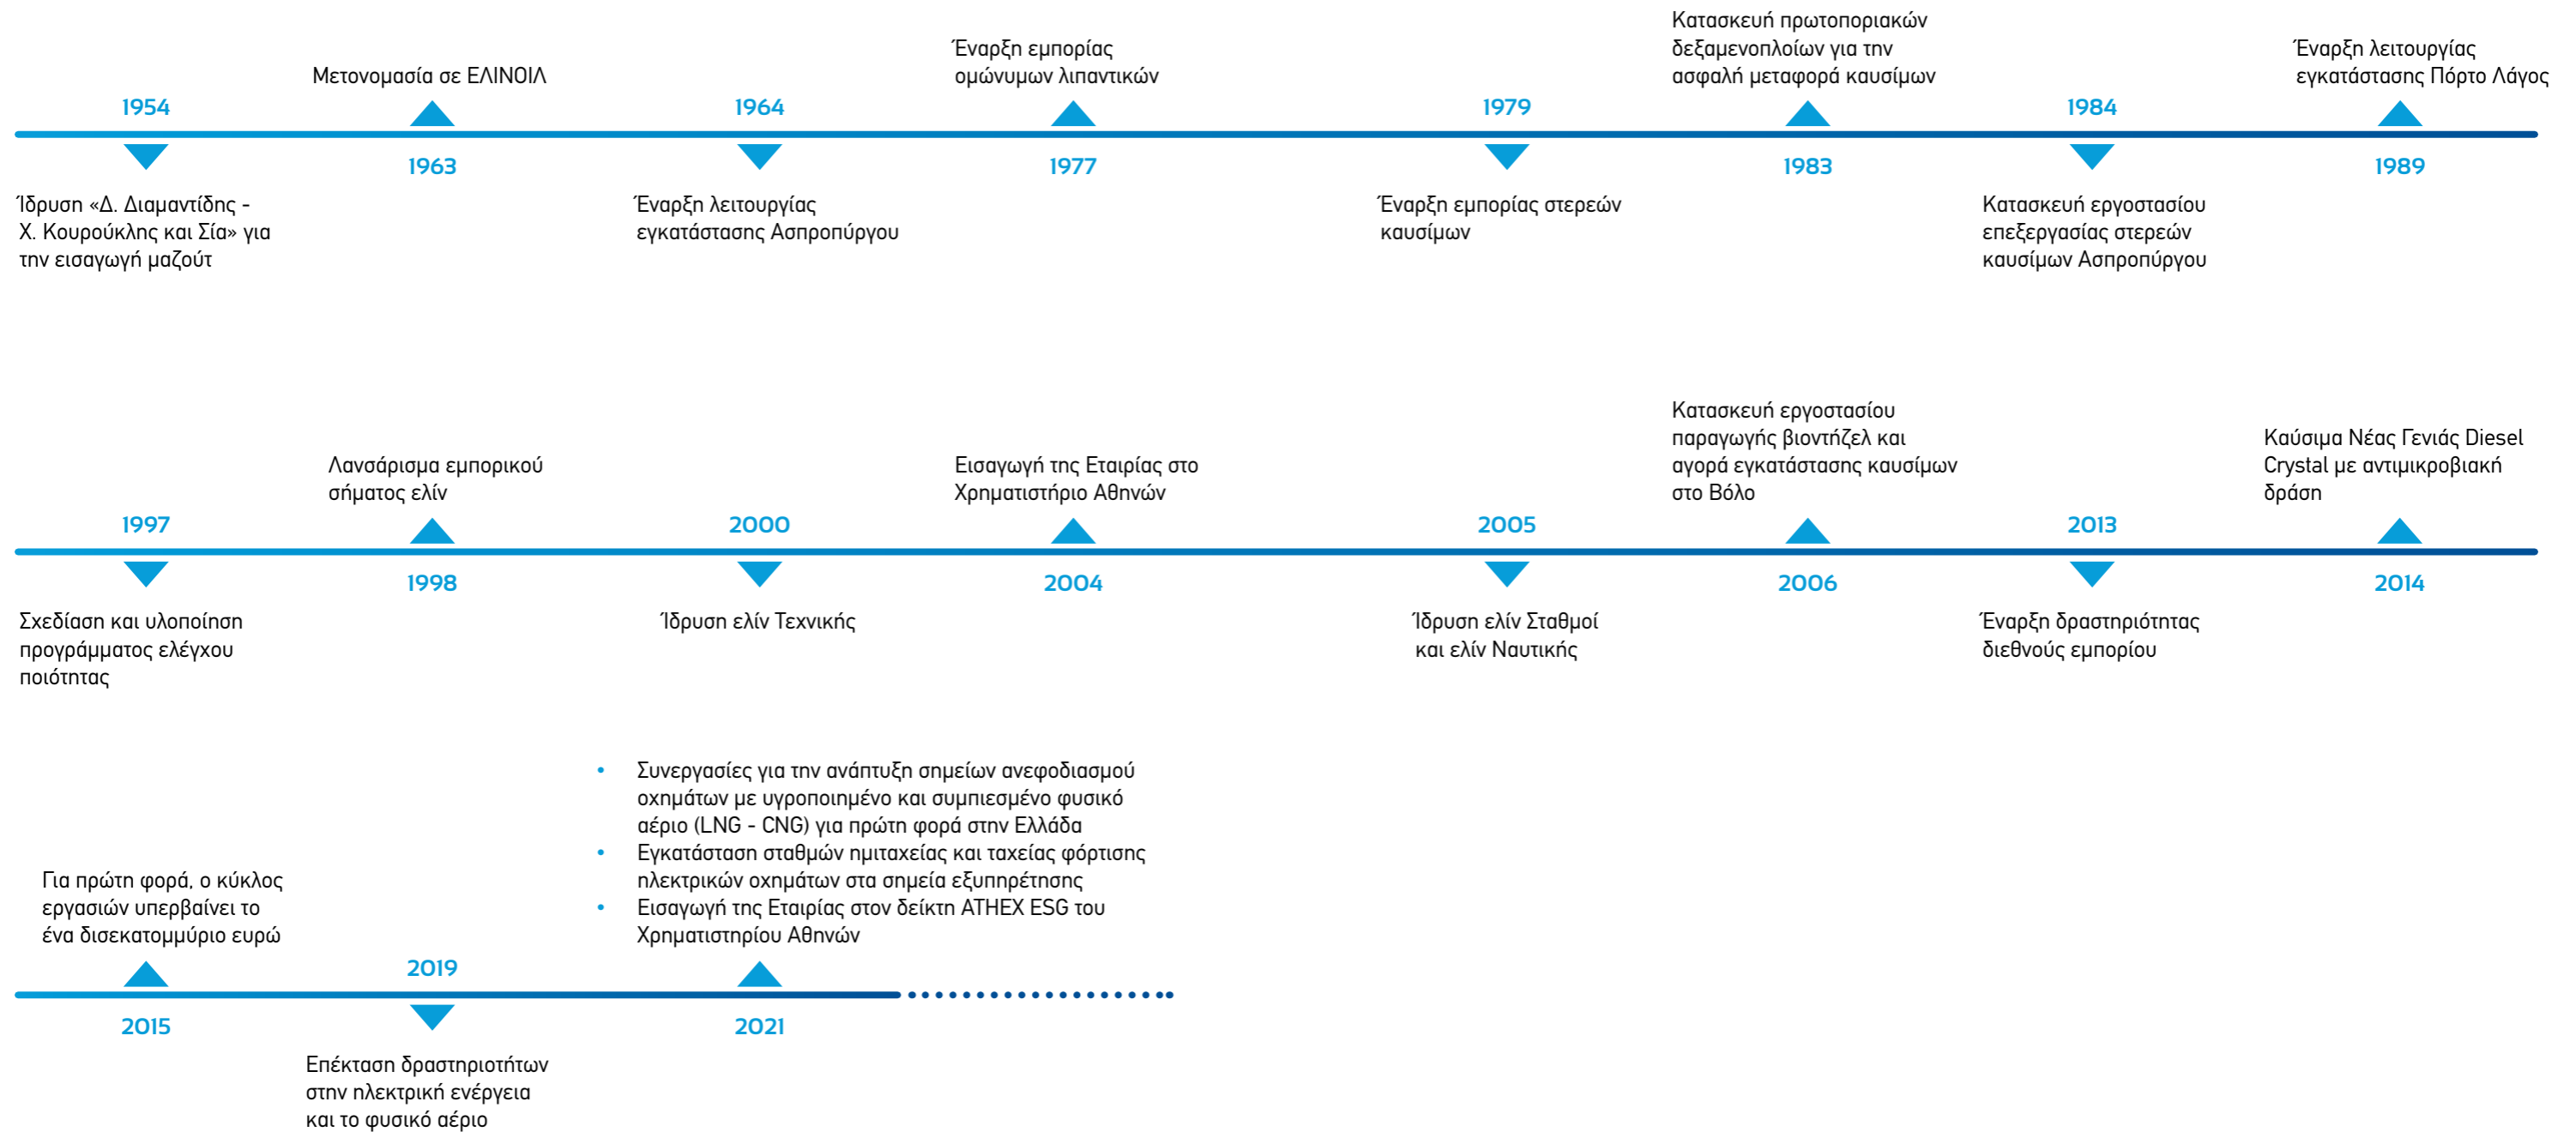 1954
Ίδρυση «Δ. Διαμαντίδης -
Χ. Κουρούκλης και Σία» για
την εισαγωγή μαζούτ
Μετονομασία σε ΕΛΙΝΟΙΛ
1963
1964
Έναρξη λειτουργίας
εγκατάστασης Ασπροπύργου
Έναρξη εμπορίας
ομώνυμων λιπαντικών
1977
1979
Έναρξη εμπορίας στερεών
καυσίμων
Κατασκευή πρωτοποριακών
δεξαμενοπλοίων για την
ασφαλή μεταφορά καυσίμων
1983
1984
Κατασκευή εργοστασίου
επεξεργασίας στερεών
καυσίμων Ασπροπύργου
Έναρξη λειτουργίας
εγκατάστασης Πόρτο Λάγος
1989
1997
Σχεδίαση και υλοποίηση
προγράμματος ελέγχου
ποιότητας
Λανσάρισμα εμπορικού
σήματος ελίν
1998
2000
Ίδρυση ελίν Τεχνικής
Εισαγωγή της Εταιρίας στο
Χρηματιστήριο Αθηνών
2004
2005
Ίδρυση ελίν Σταθμοί
και ελίν Ναυτικής
Κατασκευή εργοστασίου
παραγωγής βιοντήζελ και
αγορά εγκατάστασης καυσίμων
στο Βόλο
2006
2013
Έναρξη δραστηριότητας
διεθνούς εμπορίου
Καύσιμα Νέας Γενιάς Diesel
Crystal με αντιμικροβιακή
δράση
2014
Για πρώτη φορά, ο κύκλος
εργασιών υπερβαίνει το
ένα δισεκατομμύριο ευρώ
2015
2019
Επέκταση δραστηριοτήτων
στην ηλεκτρική ενέργεια
και το φυσικό αέριο
• Συνεργασίες για την ανάπτυξη σημείων ανεφοδιασμού
οχημάτων με υγροποιημένο και συμπιεσμένο φυσικό
αέριο (LNG - CNG) για πρώτη φορά στην Ελλάδα
• Εγκατάσταση σταθμών ημιταχείας και ταχείας φόρτισης
ηλεκτρικών οχημάτων στα σημεία εξυπηρέτησης
• Εισαγωγή της Εταιρίας στον δείκτη ATHEX ESG του
Χρηματιστηρίου Αθηνών
2021